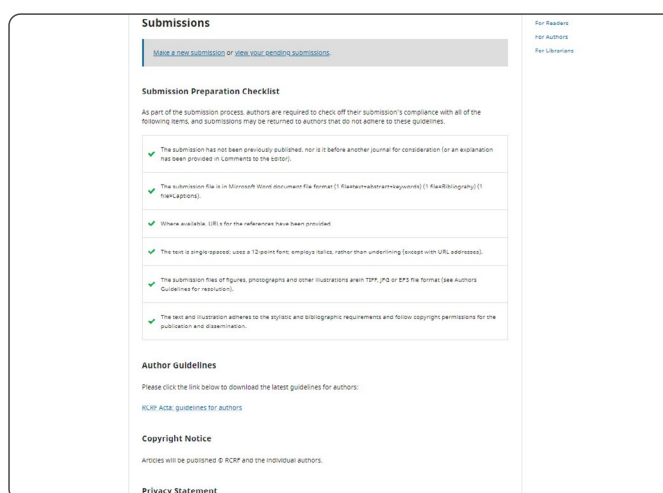 Submissions
Make a new submission or view your pending submissions.
Submission Preparation Checklist
As part of the submission process, authors are required to check off their submission's compliance with all of the
following items, and submissions may be returned to authors that do not adhere to these guidelines.
The submission has not been previously published, nor is it before another journal for consideration (or an explanation
has been provided in Comments to the Editor).
The submission file is in Microsoft Word document file format (1 file=text+abstract+keywords) (1 file=Bibliograhy) (1
file=Captions).
Where available, URLs for the references have been provided.
The text is single-spaced; uses a 12-point font; employs italics, rather than underlining (except with URL addresses).
The submission files of figures, photographs and other illustrations arein TIFF, JPG or EPS file format (see Authors
Guidelines for resolution).
The text and illustration adheres to the stylistic and bibliographic requirements and follow copyright permissions for the
publication and dissemination.
Author Guidelines
Please click the link below to download the latest guidelines for authors:
RCRF Acta: guidelines for authors
Copyright Notice
Articles will be published © RCRF and the individual authors.
Privacy Statement
For Readers
For Authors
For Librarians